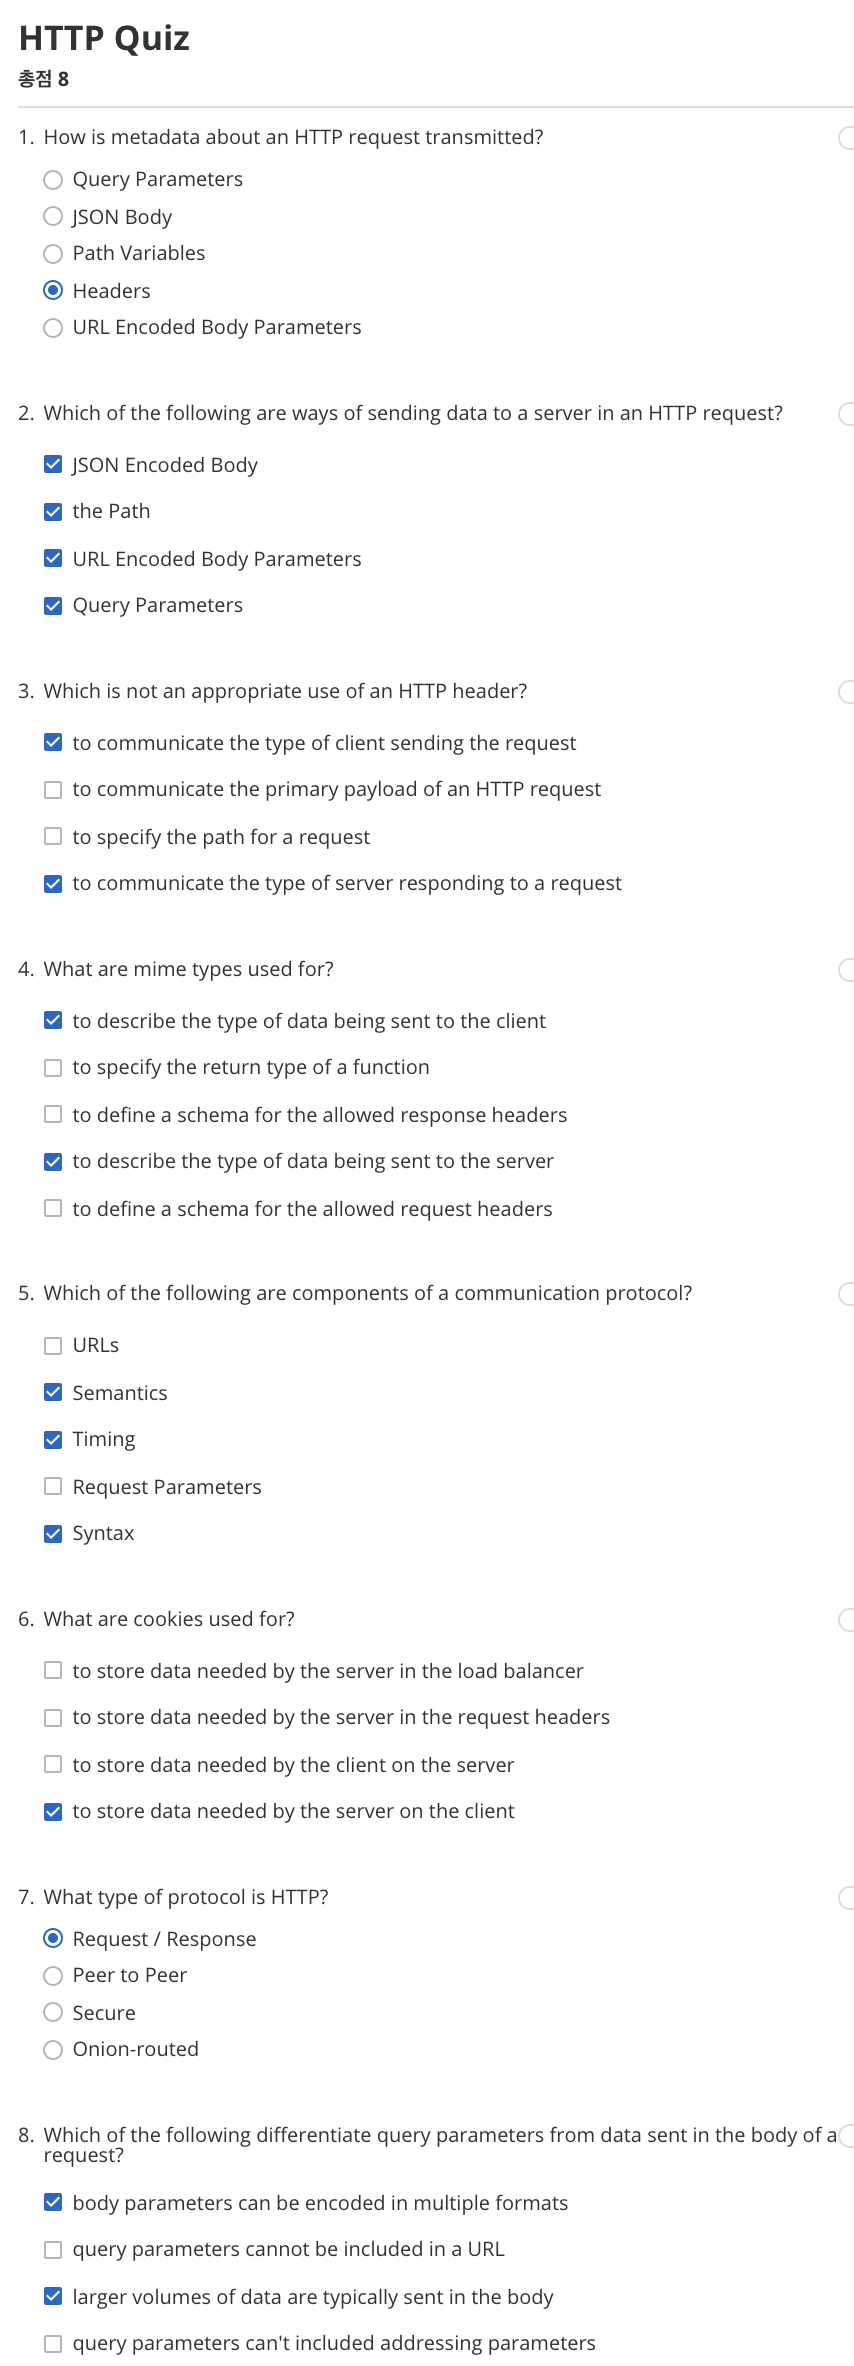 HTTP Quiz
총점 8
1. How is metadata about an HTTP request transmitted?
Query Parameters
JSON Body
Path Variables
Headers
URL Encoded Body Parameters
2. Which of the following are ways of sending data to a server in an HTTP request?
JSON Encoded Body
the Path
URL Encoded Body Parameters
Query Parameters
3. Which is not an appropriate use of an HTTP header?
to communicate the type of client sending the request
to communicate the primary payload of an HTTP request
to specify the path for a request
to communicate the type of server responding to a request
4. What are mime types used for?
to describe the type of data being sent to the client
to specify the return type of a function
to define a schema for the allowed response headers
to describe the type of data being sent to the server
to define a schema for the allowed request headers
5. Which of the following are components of a communication protocol?
URLs
Semantics
Timing
Request Parameters
Syntax
6. What are cookies used for?
to store data needed by the server in the load balancer
to store data needed by the server in the request headers
to store data needed by the client on the server
to store data needed by the server on the client
7. What type of protocol is HTTP?
Request / Response
Peer to Peer
Secure
Onion-routed
8. Which of the following differentiate query parameters from data sent in the body of a
request?
body parameters can be encoded in multiple formats
query parameters cannot be included in a URL
larger volumes of data are typically sent in the body
query parameters can't included addressing parameters